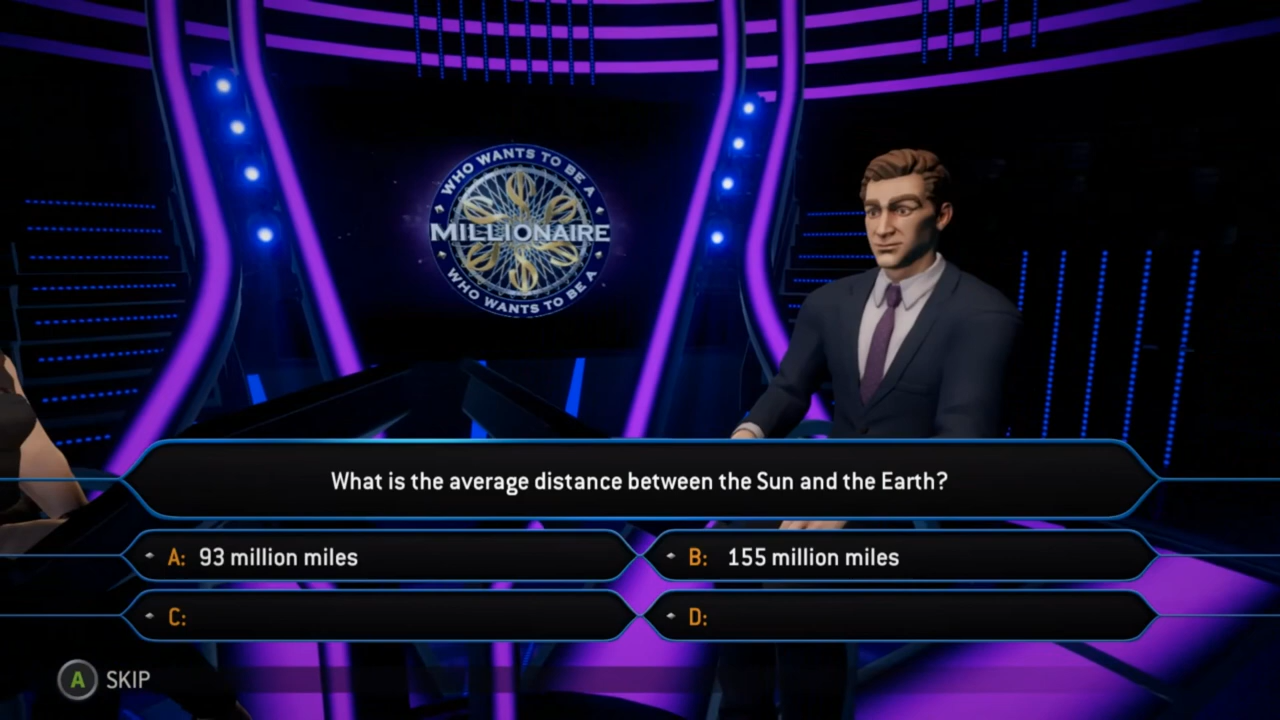 WHO WANTS TO BE A
MILLIONAIRE
WHO WANTS TO BE A
What is the average distance between the Sun and the Earth?
A: 93 million miles
B: 155 million miles
C:
D:
A SKIP